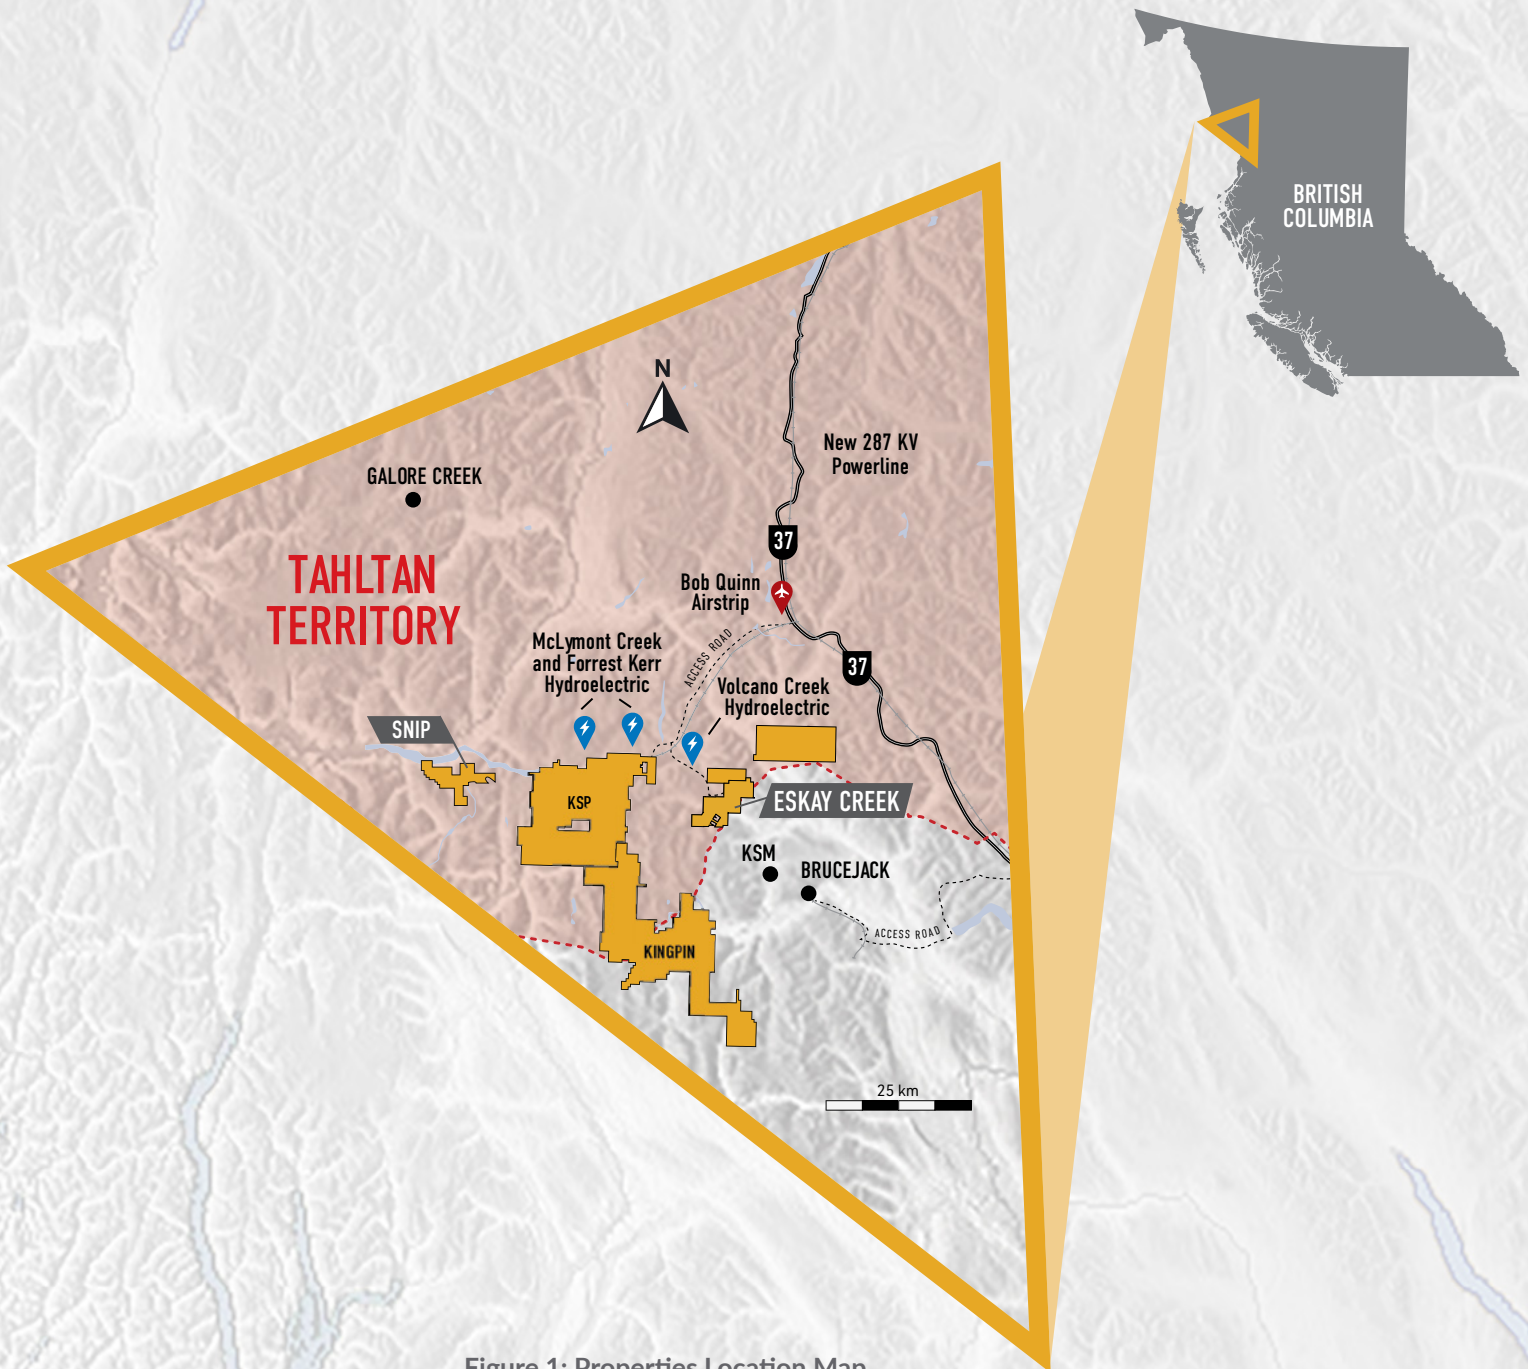 BRITISH
COLUMBIA
N
New 287 KV
Powerline
GALORE CREEK
37
TAHLTAN
TERRITORY
Bob Quinn
Airstrip
McLymont Creek
and Forrest Kerr
Hydroelectric
ACCESS ROAD
37
Volcano Creek
Hydroelectric
SNIP
KSP
ESKAY CREEK
KSM
BRUCEJACK
ACCESS ROAD
KINGPIN
25 km
Figure 1: Properties Location Map